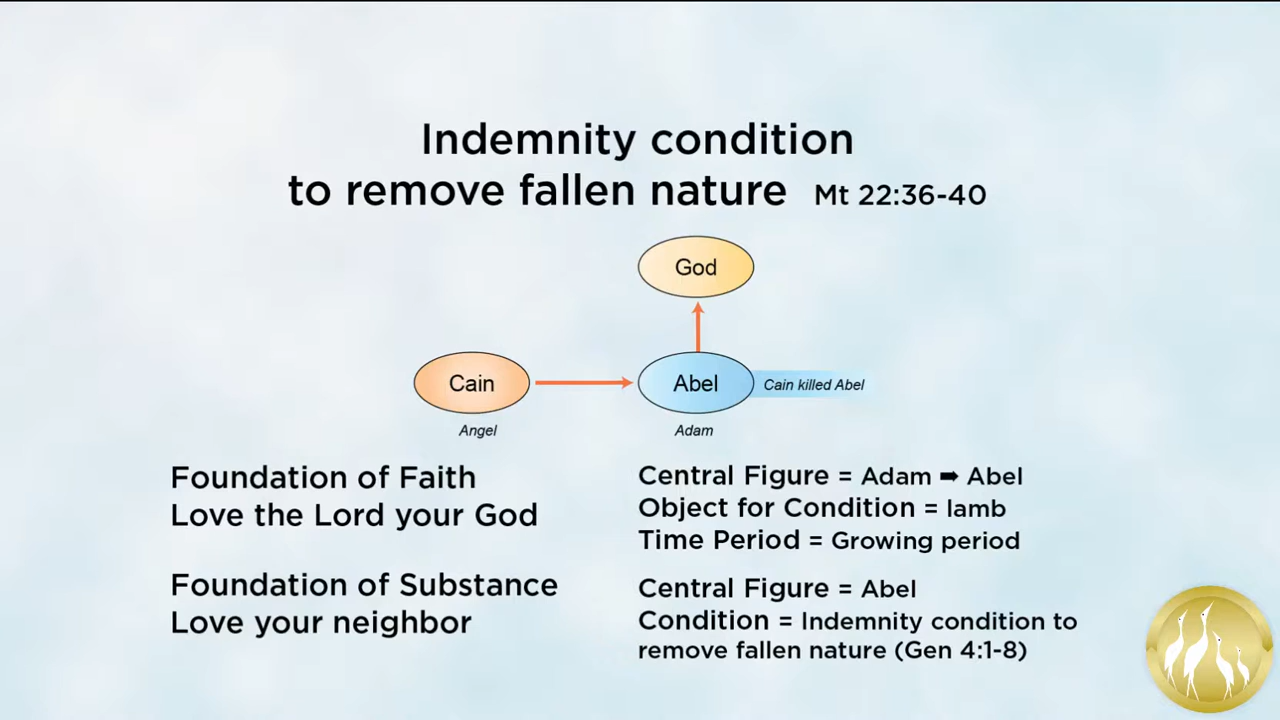 Indemnity condition
to remove fallen nature Mt 22:36-40
God
Cain
Abel
Cain killed Abel
Angel
Adam
Foundation of Faith
Love the Lord your God
Central Figure = Adam ➡ Abel
Object for Condition = lamb
Time Period = Growing period
Foundation of Substance
Love your neighbor
Central Figure = Abel
Condition = Indemnity condition to
remove fallen nature (Gen 4:1-8)